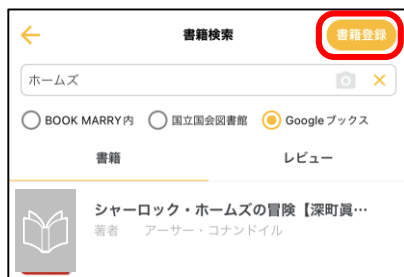 書籍検索 書籍登録
ホームズ
BOOK MARRY内 国立国会図書館 Googleブックス
書籍 レビュー
シャーロック・ホームズの冒険【深町眞…
著者 アーサー・コナンドイル